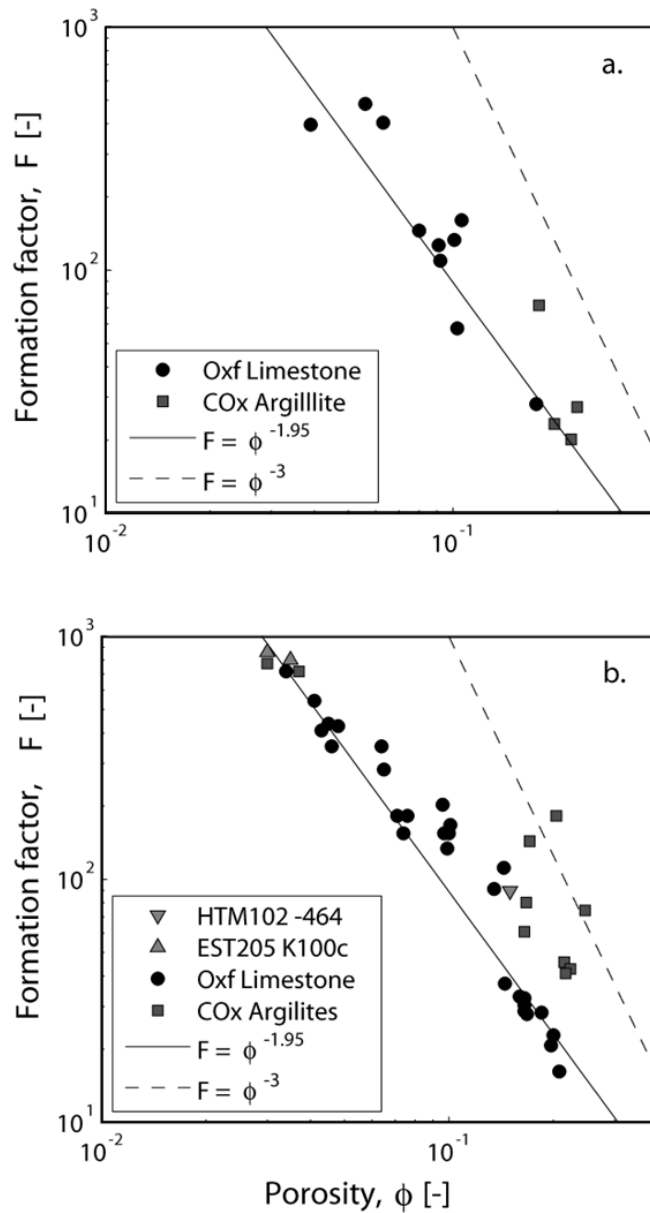 10^3
a.
Formation factor, F [-]
10^2
Oxf Limestone
COx Argilllite
F = ϕ^-1.95
F = ϕ^-3
10^1
10^-2
10^-1
10^3
b.
Formation factor, F [-]
10^2
HTM102 -464
EST205 K100c
Oxf Limestone
COx Argilites
F = ϕ^-1.95
F = ϕ^-3
10^1
10^-2
10^-1
Porosity, ϕ [-]